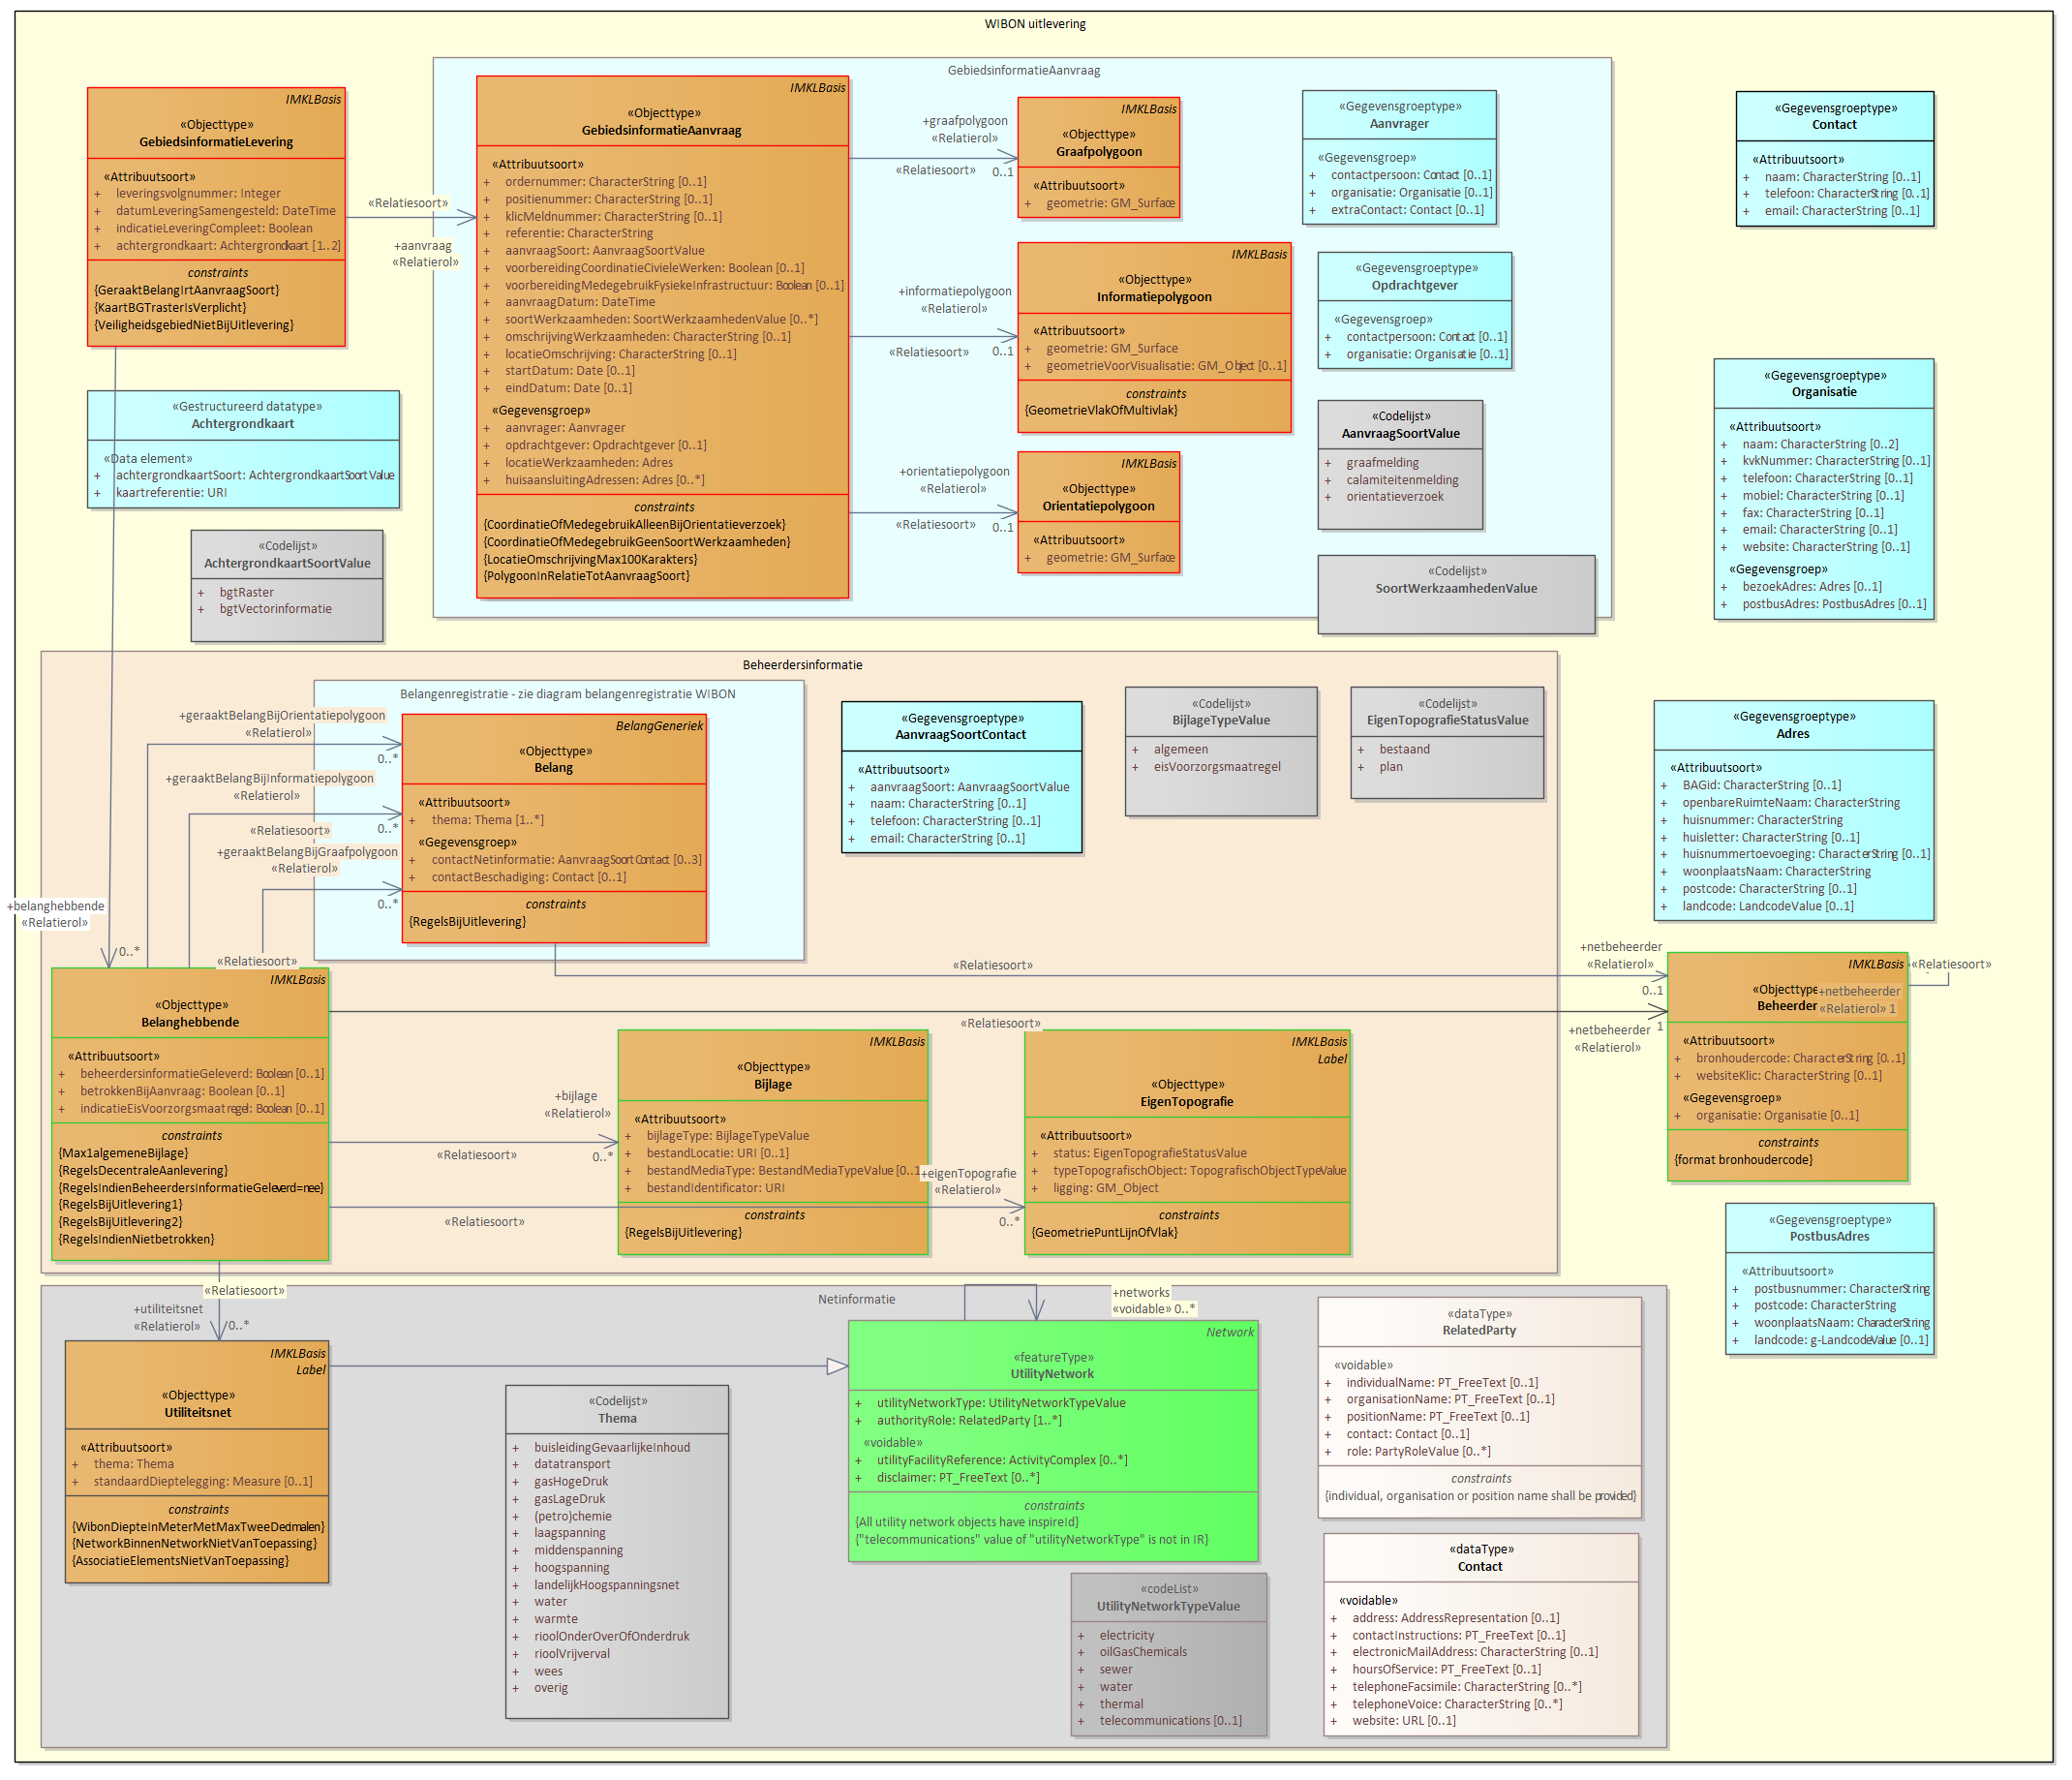 WIBON uitlevering
IMKLBasis
«Objecttype»
GebiedsinformatieLevering
«Attribuutsoort»
+ leveringsvolgnummer: Integer
+ datumLeveringSamengesteld: DateTime
+ indicatieLeveringCompleet: Boolean
+ achtergrondkaart: Achtergrondkaart [1..2]
constraints
{GeraaktBelangIrtAanvraagSoort}
{KaartBGTrasterIsVerplicht}
{VeiligheidsgebiedNietBijUitlevering}
«Relatiesoort»
+aanvraag
«Relatierol»
GebiedsinformatieAanvraag
IMKLBasis
«Objecttype»
GebiedsinformatieAanvraag
«Attribuutsoort»
+ ordernummer: CharacterString [0..1]
+ positienummer: CharacterString [0..1]
+ klicMeldnummer: CharacterString [0..1]
+ referentie: CharacterString
+ aanvraagSoort: AanvraagSoortValue
+ voorbereidingCoordinatieCivieleWerken: Boolean [0..1]
+ voorbereidingMedegebruikFysiekeInfrastructuur: Boolean [0..1]
+ aanvraagDatum: DateTime
+ soortWerkzaamheden: SoortWerkzaamhedenValue [0..*]
+ omschrijvingWerkzaamheden: CharacterString [0..1]
+ locatieOmschrijving: CharacterString [0..1]
+ startDatum: Date [0..1]
+ eindDatum: Date [0..1]
«Gegevensgroep»
+ aanvrager: Aanvrager
+ opdrachtgever: Opdrachtgever [0..1]
+ locatieWerkzaamheden: Adres
+ huisaansluitingAdressen: Adres [0..*]
constraints
{CoordinatieOfMedegebruikAlleenBijOrientatieverzoek}
{CoordinatieOfMedegebruikGeenSoortWerkzaamheden}
{LocatieOmschrijvingMax100Karakters}
{PolygoonInRelatieTotAanvraagSoort}
+graafpolygoon
«Relatierol»
«Relatiesoort»
0..1
IMKLBasis
«Objecttype»
Graafpolygoon
«Attribuutsoort»
+ geometrie: GM_Surface
+informatiepolygoon
«Relatierol»
«Relatiesoort»
0..1
IMKLBasis
«Objecttype»
Informatiepolygoon
«Attribuutsoort»
+ geometrie: GM_Surface
+ geometrieVoorVisualisatie: GM_Object [0..1]
constraints
{GeometrieVlakOfMultivlak}
+orientatiepolygoon
«Relatierol»
«Relatiesoort»
0..1
IMKLBasis
«Objecttype»
Orientatiepolygoon
«Attribuutsoort»
+ geometrie: GM_Surface
«Gegevensgroeptype»
Aanvrager
«Gegevensgroep»
+ contactpersoon: Contact [0..1]
+ organisatie: Organisatie [0..1]
+ extraContact: Contact [0..1]
«Gegevensgroeptype»
Opdrachtgever
«Gegevensgroep»
+ contactpersoon: Contact [0..1]
+ organisatie: Organisatie [0..1]
«Codelijst»
AanvraagSoortValue
+ graafmelding
+ calamiteitenmelding
+ orientatieverzoek
«Codelijst»
SoortWerkzaamhedenValue
«Gegevensgroeptype»
Contact
«Attribuutsoort»
+ naam: CharacterString [0..1]
+ telefoon: CharacterString [0..1]
+ email: CharacterString [0..1]
«Gegevensgroeptype»
Organisatie
«Attribuutsoort»
+ naam: CharacterString [0..2]
+ kvkNummer: CharacterString [0..1]
+ telefoon: CharacterString [0..1]
+ mobiel: CharacterString [0..1]
+ fax: CharacterString [0..1]
+ email: CharacterString [0..1]
+ website: CharacterString [0..1]
«Gegevensgroep»
+ bezoekAdres: Adres [0..1]
+ postbusAdres: PostbusAdres [0..1]
«Gestructureerd datatype»
Achtergrondkaart
«Data element»
+ achtergrondkaartSoort: AchtergrondkaartSoortValue
+ kaartreferentie: URI
«Codelijst»
AchtergrondkaartSoortValue
+ bgtRaster
+ bgtVectorinformatie
Beheerdersinformatie
Belangenregistratie - zie diagram belangenregistratie WIBON
+geraaktBelangBijOrientatiepolygoon
«Relatierol»
0..*
+geraaktBelangBijInformatiepolygoon
«Relatierol»
0..*
«Relatiesoort»
+geraaktBelangBijGraafpolygoon
«Relatierol»
0..*
«Relatiesoort»
BelangGeneriek
«Objecttype»
Belang
«Attribuutsoort»
+ thema: Thema [1..*]
«Gegevensgroep»
+ contactNetinformatie: AanvraagSoortContact [0..3]
+ contactBeschadiging: Contact [0..1]
constraints
{RegelsBijUitlevering}
«Gegevensgroeptype»
AanvraagSoortContact
«Attribuutsoort»
+ aanvraagSoort: AanvraagSoortValue
+ naam: CharacterString [0..1]
+ telefoon: CharacterString [0..1]
+ email: CharacterString [0..1]
«Codelijst»
BijlageTypeValue
+ algemeen
+ eisVoorzorgsmaatregel
«Codelijst»
EigenTopografieStatusValue
+ bestaand
+ plan
«Gegevensgroeptype»
Adres
«Attribuutsoort»
+ BAGid: CharacterString [0..1]
+ openbareRuimteNaam: CharacterString
+ huisnummer: CharacterString
+ huisletter: CharacterString [0..1]
+ huisnummertoevoeging: CharacterString [0..1]
+ woonplaatsNaam: CharacterString
+ postcode: CharacterString [0..1]
+ landcode: LandcodeValue [0..1]
+belanghebbende
«Relatierol»
0..*
IMKLBasis
«Objecttype»
Belanghebbende
«Attribuutsoort»
+ beheerdersinformatieGeleverd: Boolean [0..1]
+ betrokkenBijAanvraag: Boolean [0..1]
+ indicatieEisVoorzorgsmaatregel: Boolean [0..1]
constraints
{Max1algemeneBijlage}
{RegelsDecentraleAanlevering}
{RegelsIndienBeheerdersInformatieGeleverd=nee}
{RegelsBijUitlevering1}
{RegelsBijUitlevering2}
{RegelsIndienNietbetrokken}
«Relatiesoort»
+netbeheerder
«Relatierol»
0..1
«Relatiesoort»
+netbeheerder
1
«Relatierol»
IMKLBasis
«Objecttype
Beheerder
«Relatiesoort»
+netbeheerder
«Relatierol» 1
«Attribuutsoort»
+ bronhoudercode: CharacterString [0..1]
+ websiteKlic: CharacterString [0..1]
«Gegevensgroep»
+ organisatie: Organisatie [0..1]
constraints
{format bronhoudercode}
+bijlage
«Relatierol»
«Relatiesoort»
0..*
IMKLBasis
«Objecttype»
Bijlage
«Attribuutsoort»
+ bijlageType: BijlageTypeValue
+ bestandLocatie: URI [0..1]
+ bestandMediaType: BestandMediaTypeValue [0..1
+ bestandIdentificator: URI
constraints
{RegelsBijUitlevering}
+eigenTopografie
«Relatierol»
«Relatiesoort»
0..*
IMKLBasis
Label
«Objecttype»
EigenTopografie
«Attribuutsoort»
+ status: EigenTopografieStatusValue
+ typeTopografischObject: TopografischObjectTypeValue
+ ligging: GM_Object
constraints
{GeometriePuntLijnOfVlak}
«Gegevensgroeptype»
PostbusAdres
«Attribuutsoort»
+ postbusnummer: CharacterString
+ postcode: CharacterString
+ woonplaatsNaam: CharacterString
+ landcode: g-LandcodeValue [0..1]
Netinformatie
«Relatiesoort»
+utiliteitsnet
«Relatierol»
0..*
IMKLBasis
Label
«Objecttype»
Utiliteitsnet
«Attribuutsoort»
+ thema: Thema
+ standaardDieptelegging: Measure [0..1]
constraints
{WibonDiepteInMeterMetMaxTweeDecimalen}
{NetworkBinnenNetworkNietVanToepassing}
{AssociatieElementsNietVanToepassing}
«Codelijst»
Thema
+ buisleidingGevaarlijkeInhoud
+ datatransport
+ gasHogeDruk
+ gasLageDruk
+ (petro)chemie
+ laagspanning
+ middenspanning
+ hoogspanning
+ landelijkHoogspanningsnet
+ water
+ warmte
+ rioolOnderOverOfOnderdruk
+ rioolVrijverval
+ wees
+ overig
+networks
«voidable» 0..*
Network
«featureType»
UtilityNetwork
+ utilityNetworkType: UtilityNetworkTypeValue
+ authorityRole: RelatedParty [1..*]
«voidable»
+ utilityFacilityReference: ActivityComplex [0..*]
+ disclaimer: PT_FreeText [0..*]
constraints
{All utility network objects have inspireId}
{"telecommunications" value of "utilityNetworkType" is not in IR}
«codeList»
UtilityNetworkTypeValue
+ electricity
+ oilGasChemicals
+ sewer
+ water
+ thermal
+ telecommunications [0..1]
«dataType»
RelatedParty
«voidable»
+ individualName: PT_FreeText [0..1]
+ organisationName: PT_FreeText [0..1]
+ positionName: PT_FreeText [0..1]
+ contact: Contact [0..1]
+ role: PartyRoleValue [0..*]
constraints
{individual, organisation or position name shall be provided}
«dataType»
Contact
«voidable»
+ address: AddressRepresentation [0..1]
+ contactInstructions: PT_FreeText [0..1]
+ electronicMailAddress: CharacterString [0..1]
+ hoursOfService: PT_FreeText [0..1]
+ telephoneFacsimile: CharacterString [0..*]
+ telephoneVoice: CharacterString [0..*]
+ website: URL [0..1]